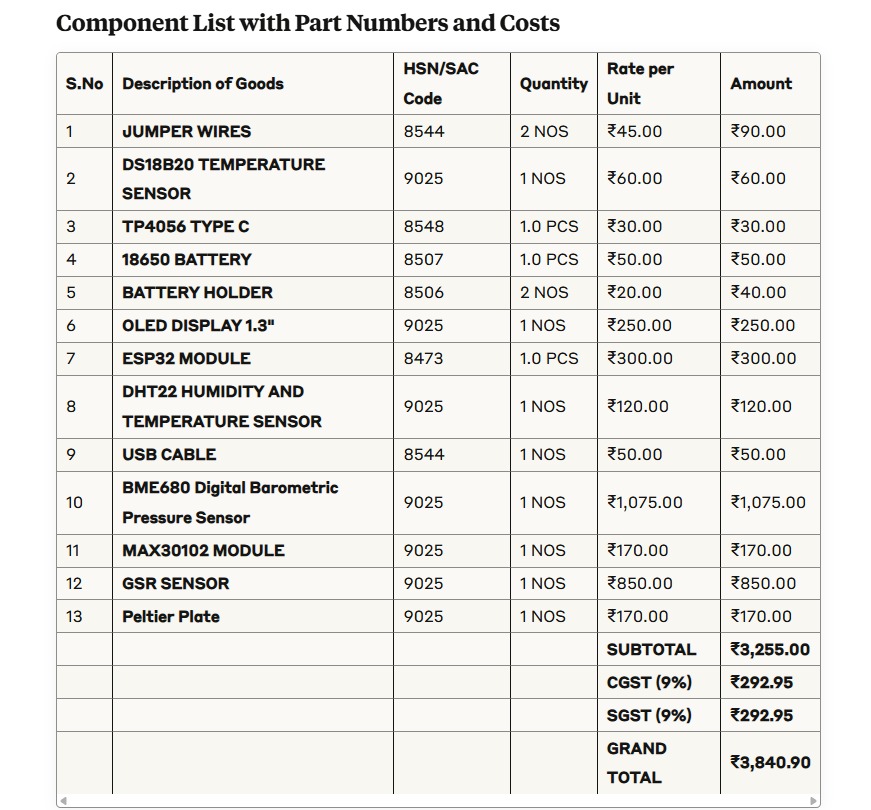 Component List with Part Numbers and Costs
S.No Description of Goods HSN/SAC Code Quantity Rate per Unit Amount
1 JUMPER WIRES 8544 2 NOS ₹45.00 ₹90.00
2 DS18B20 TEMPERATURE SENSOR 9025 1 NOS ₹60.00 ₹60.00
3 TP4056 TYPE C 8548 1.0 PCS ₹30.00 ₹30.00
4 18650 BATTERY 8507 1.0 PCS ₹50.00 ₹50.00
5 BATTERY HOLDER 8506 2 NOS ₹20.00 ₹40.00
6 OLED DISPLAY 1.3" 9025 1 NOS ₹250.00 ₹250.00
7 ESP32 MODULE 8473 1.0 PCS ₹300.00 ₹300.00
8 DHT22 HUMIDITY AND TEMPERATURE SENSOR 9025 1 NOS ₹120.00 ₹120.00
9 USB CABLE 8544 1 NOS ₹50.00 ₹50.00
10 BME680 Digital Barometric Pressure Sensor 9025 1 NOS ₹1,075.00 ₹1,075.00
11 MAX30102 MODULE 9025 1 NOS ₹170.00 ₹170.00
12 GSR SENSOR 9025 1 NOS ₹850.00 ₹850.00
13 Peltier Plate 9025 1 NOS ₹170.00 ₹170.00
SUBTOTAL ₹3,255.00
CGST (9%) ₹292.95
SGST (9%) ₹292.95
GRAND TOTAL ₹3,840.90